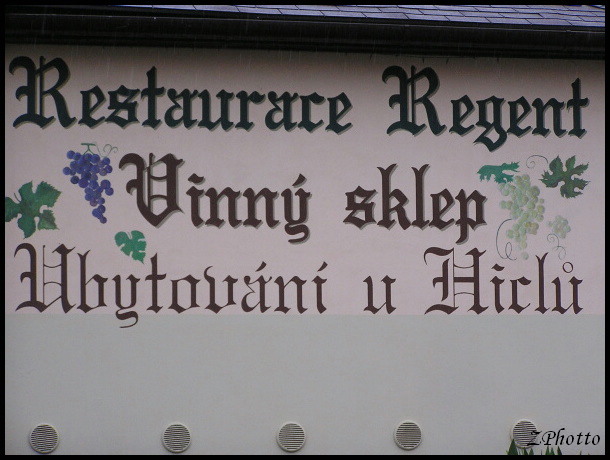 Restaurace Regent
Vinný sklep
Ubytování u Hiclů
ZPhotto